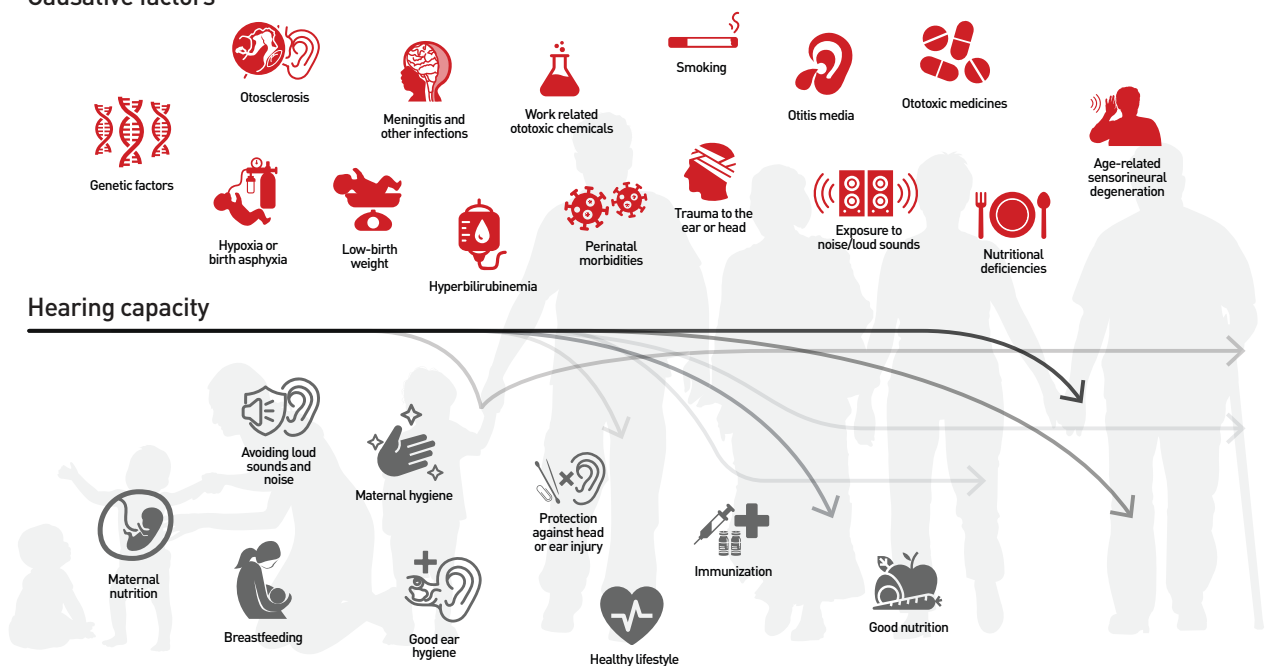 Causative factors
Otosclerosis
Meningitis and
other infections
Work related
ototoxic chemicals
Smoking
Otitis media
Ototoxic medicines
Age-related
sensorineural
degeneration
Genetic factors
Hypoxia or
birth asphyxia
Low-birth
weight
Hyperbilirubinemia
Perinatal
morbidities
Trauma to the
ear or head
Exposure to
noise/loud sounds
Nutritional
deficiencies
Hearing capacity
Avoiding loud
sounds and
noise
Maternal hygiene
Protection
against head
or ear injury
Immunization
Maternal
nutrition
Breastfeeding
Good ear
hygiene
Healthy lifestyle
Good nutrition